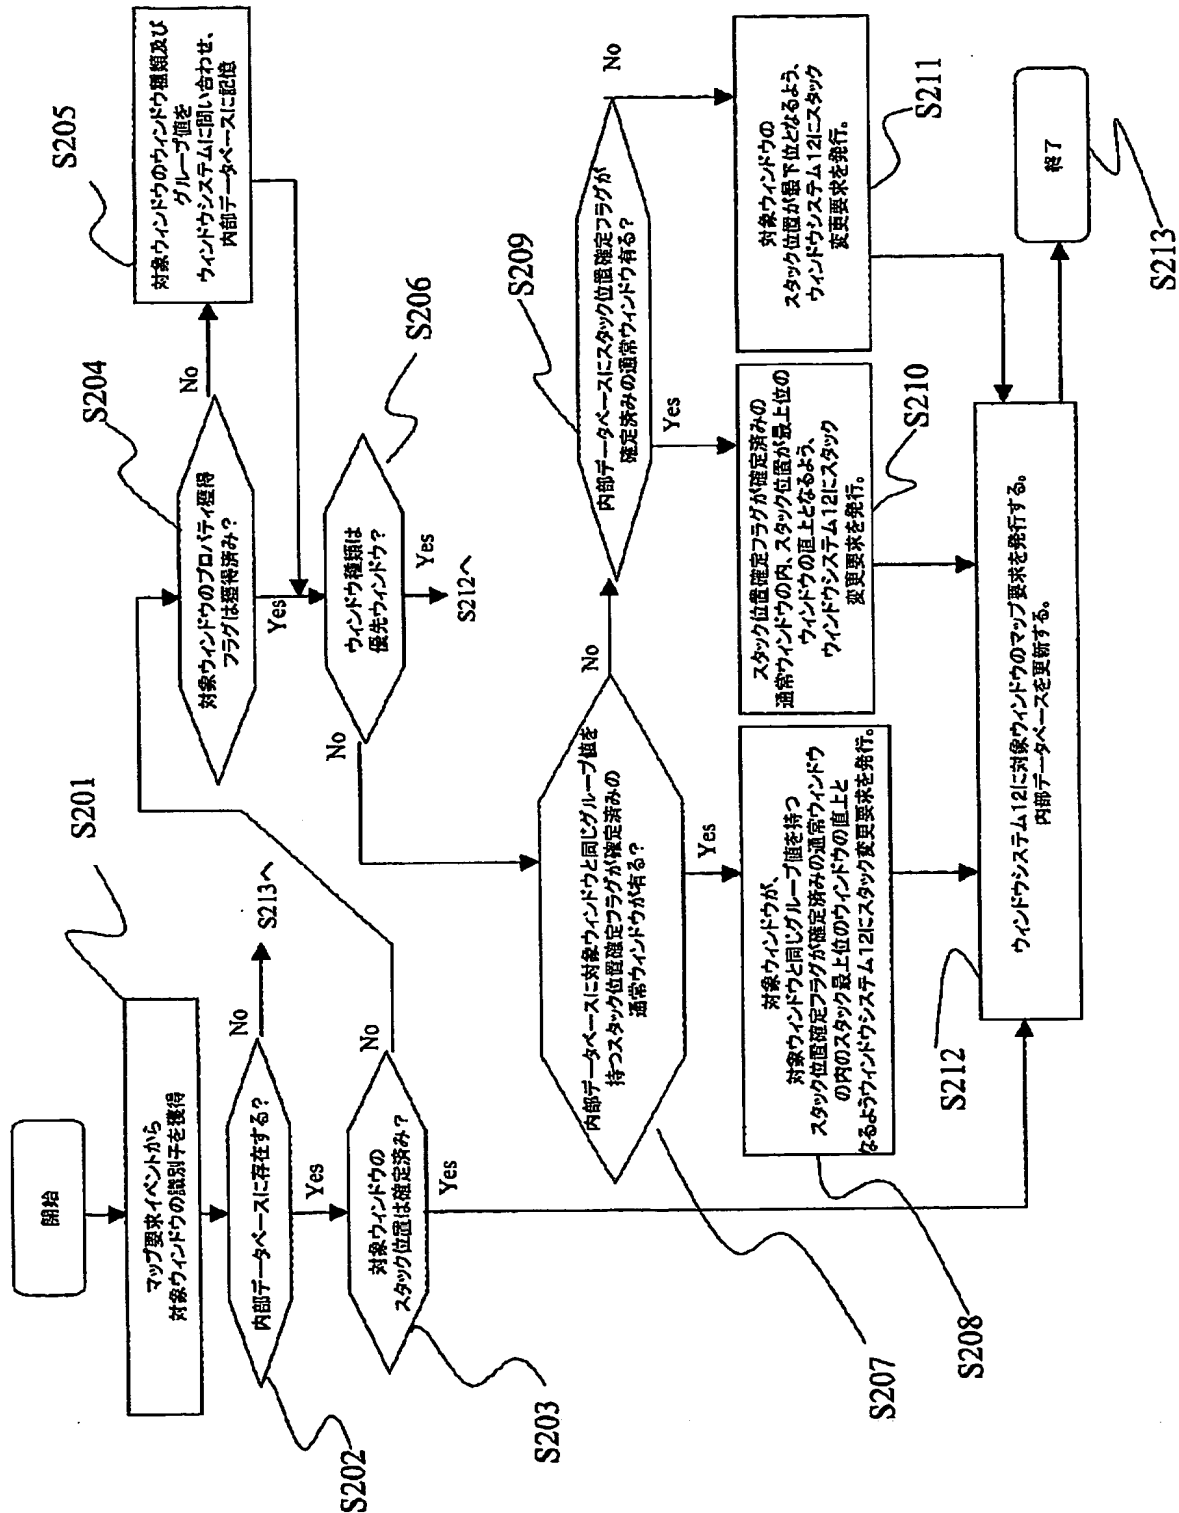 開始
S201
マップ要求イベントから
対象ウィンドウの識別子を獲得
S202
内部データベースに存在する?
No
S213へ
Yes
S203
対象ウィンドウの
スタック位置は確定済み?
No
Yes
S204
対象ウィンドウのプロパティ獲得
フラグは獲得済み?
No
Yes
S205
対象ウィンドウのウィンドウ種類及び
グループ値を
ウィンドウシステムに問い合わせ、
内部データベースに記憶
S206
ウィンドウ種類は
優先ウィンドウ?
No
Yes
S212へ
S207
内部データベースに対象ウィンドウと同じグループ値を
持つスタック位置確定フラグが確定済みの
通常ウィンドウが有る?
No
Yes
S208
対象ウィンドウが、
対象ウィンドウと同じグループ値を持つ
スタック位置確定フラグが確定済みの通常ウィンドウ
の内のスタック最上位のウィンドウの直上と
なるようウィンドウシステム12にスタック変更要求を発行。
S209
内部データベースにスタック位置確定フラグが
確定済みの通常ウィンドウ有る?
No
Yes
S210
スタック位置確定フラグが確定済みの
通常ウィンドウの内、スタック位置が最上位の
ウィンドウの直上となるよう、
ウィンドウシステム12にスタック
変更要求を発行。
S211
対象ウィンドウの
スタック位置が最下位となるよう、
ウィンドウシステム12にスタック
変更要求を発行。
S212
ウィンドウシステム12に対象ウィンドウのマップ要求を発行する。
内部データベースを更新する。
終了
S213